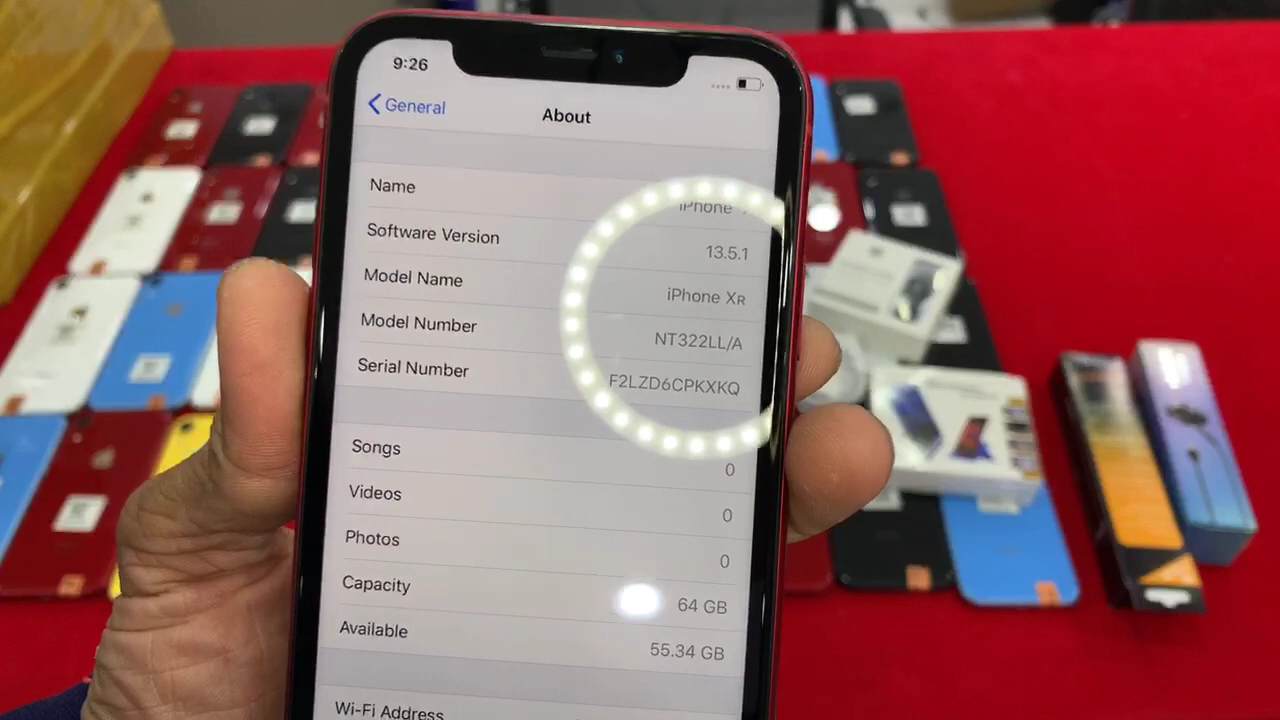 9:26
General
About
Name iPhone
Software Version 13.5.1
Model Name iPhone XR
Model Number NT322LL/A
Serial Number F2LZD6CPKXKQ
Songs 0
Videos 0
Photos 0
Capacity 64 GB
Available 55.34 GB
Wi-Fi Address